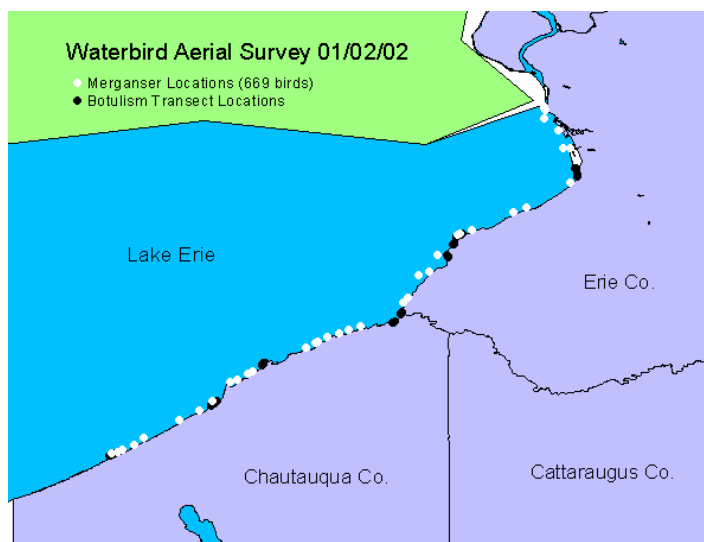 Waterbird Aerial Survey 01/02/02
Merganser Locations (669 birds)
Botulism Transect Locations
Lake Erie
Erie Co.
Chautauqua Co.
Cattaraugus Co.